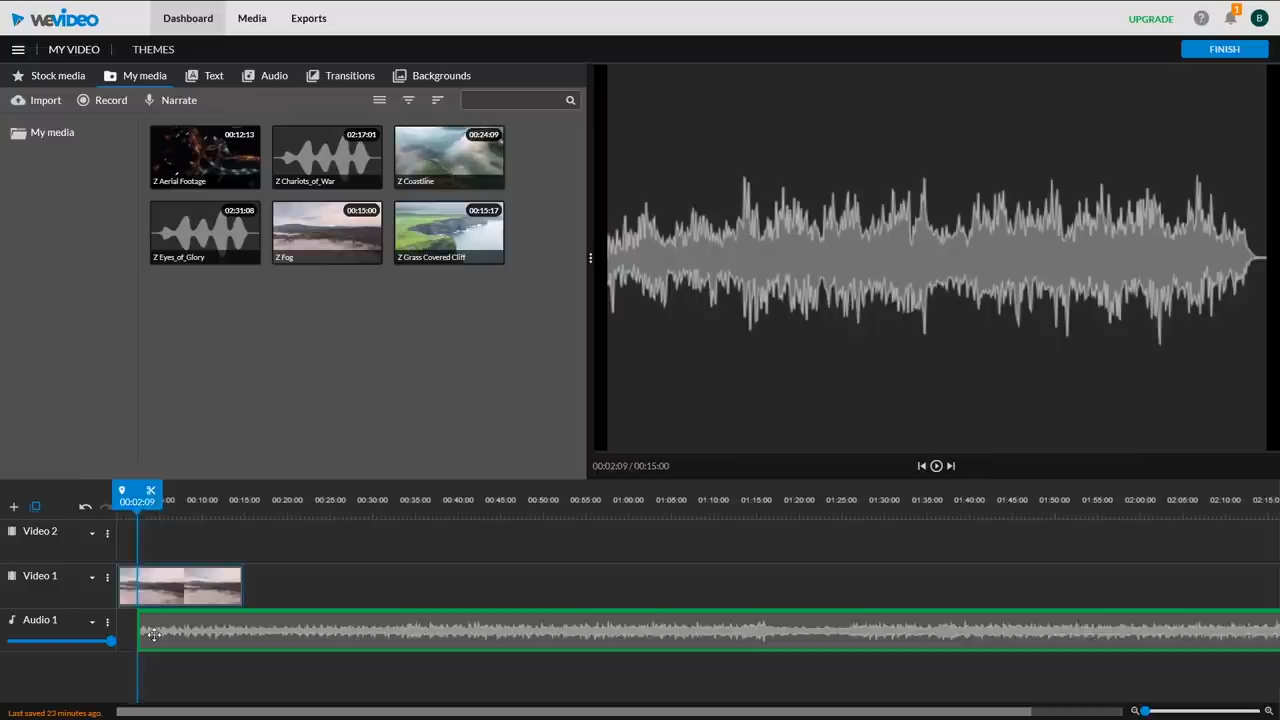 wevideo
Dashboard Media Exports
UPGRADE ? 1 B
MY VIDEO THEMES FINISH
Stock media My media Text Audio Transitions Backgrounds
Import Record Narrate
My media
00:12:13 02:17:01 00:24:09
Z Aerial Footage Z Chariots_of_War Z Coastline
02:31:08 00:15:00 00:15:17
Z Eyes_of_Glory Z Fog Z Grass Covered Cliff
00:02:09 / 00:15:00
00:02:09 :00 00:10:00 00:15:00 00:20:00 00:25:00 00:30:00 00:35:00 00:40:00 00:45:00 00:50:00 00:55:00 01:00:00 01:05:00 01:10:00 01:15:00 01:20:00 01:25:00 01:30:00 01:35:00 01:40:00 01:45:00 01:50:00 01:55:00 02:00:00 02:05:00 02:10:00 02:15:0
Video 2
Video 1
Audio 1
Last saved 23 minutes ago.